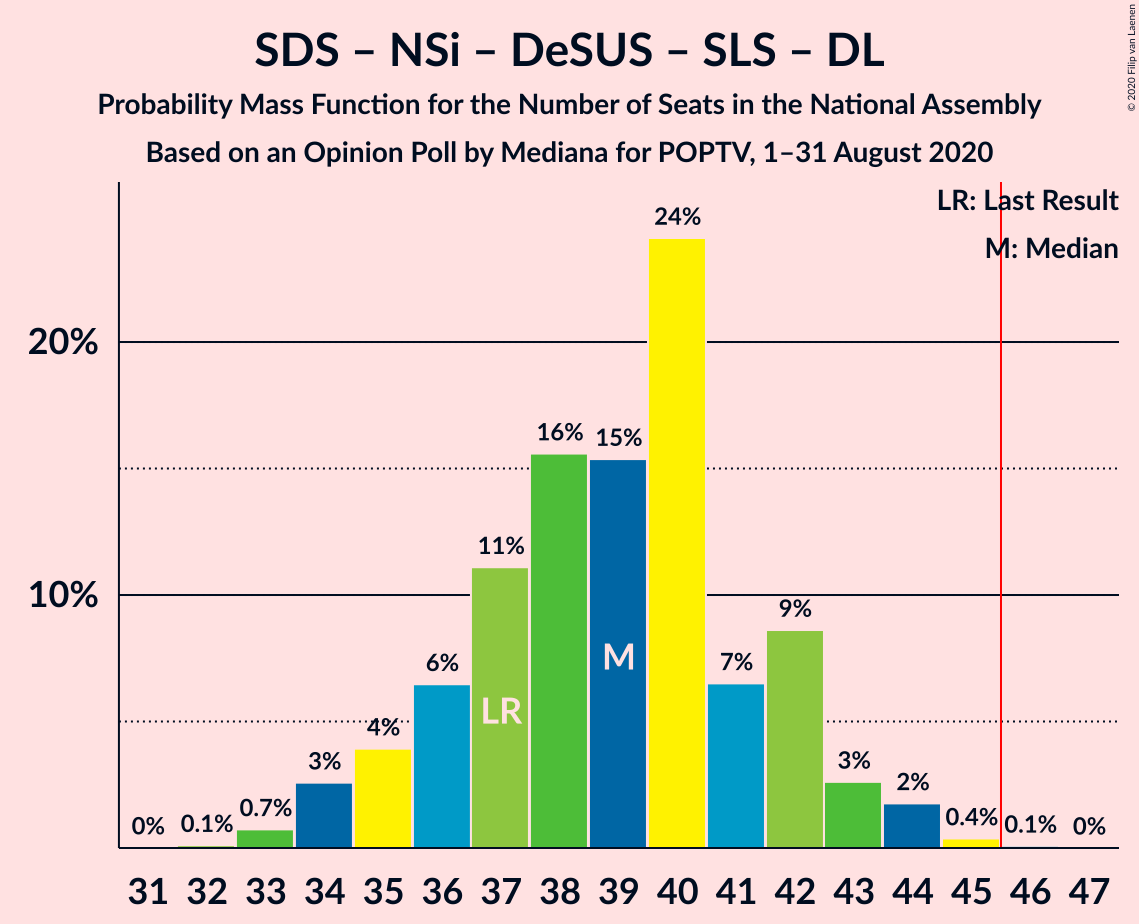 SDS – NSi – DeSUS – SLS – DL
Probability Mass Function for the Number of Seats in the National Assembly
Based on an Opinion Poll by Mediana for POPTV, 1–31 August 2020
© 2020 Filip van Laenen
LR: Last Result
M: Median
20%
10%
0% 0.1% 0.7% 3% 4% 6% 11% 16% 15% 24% 7% 9% 3% 2% 0.4% 0.1% 0%
LR M
31 32 33 34 35 36 37 38 39 40 41 42 43 44 45 46 47